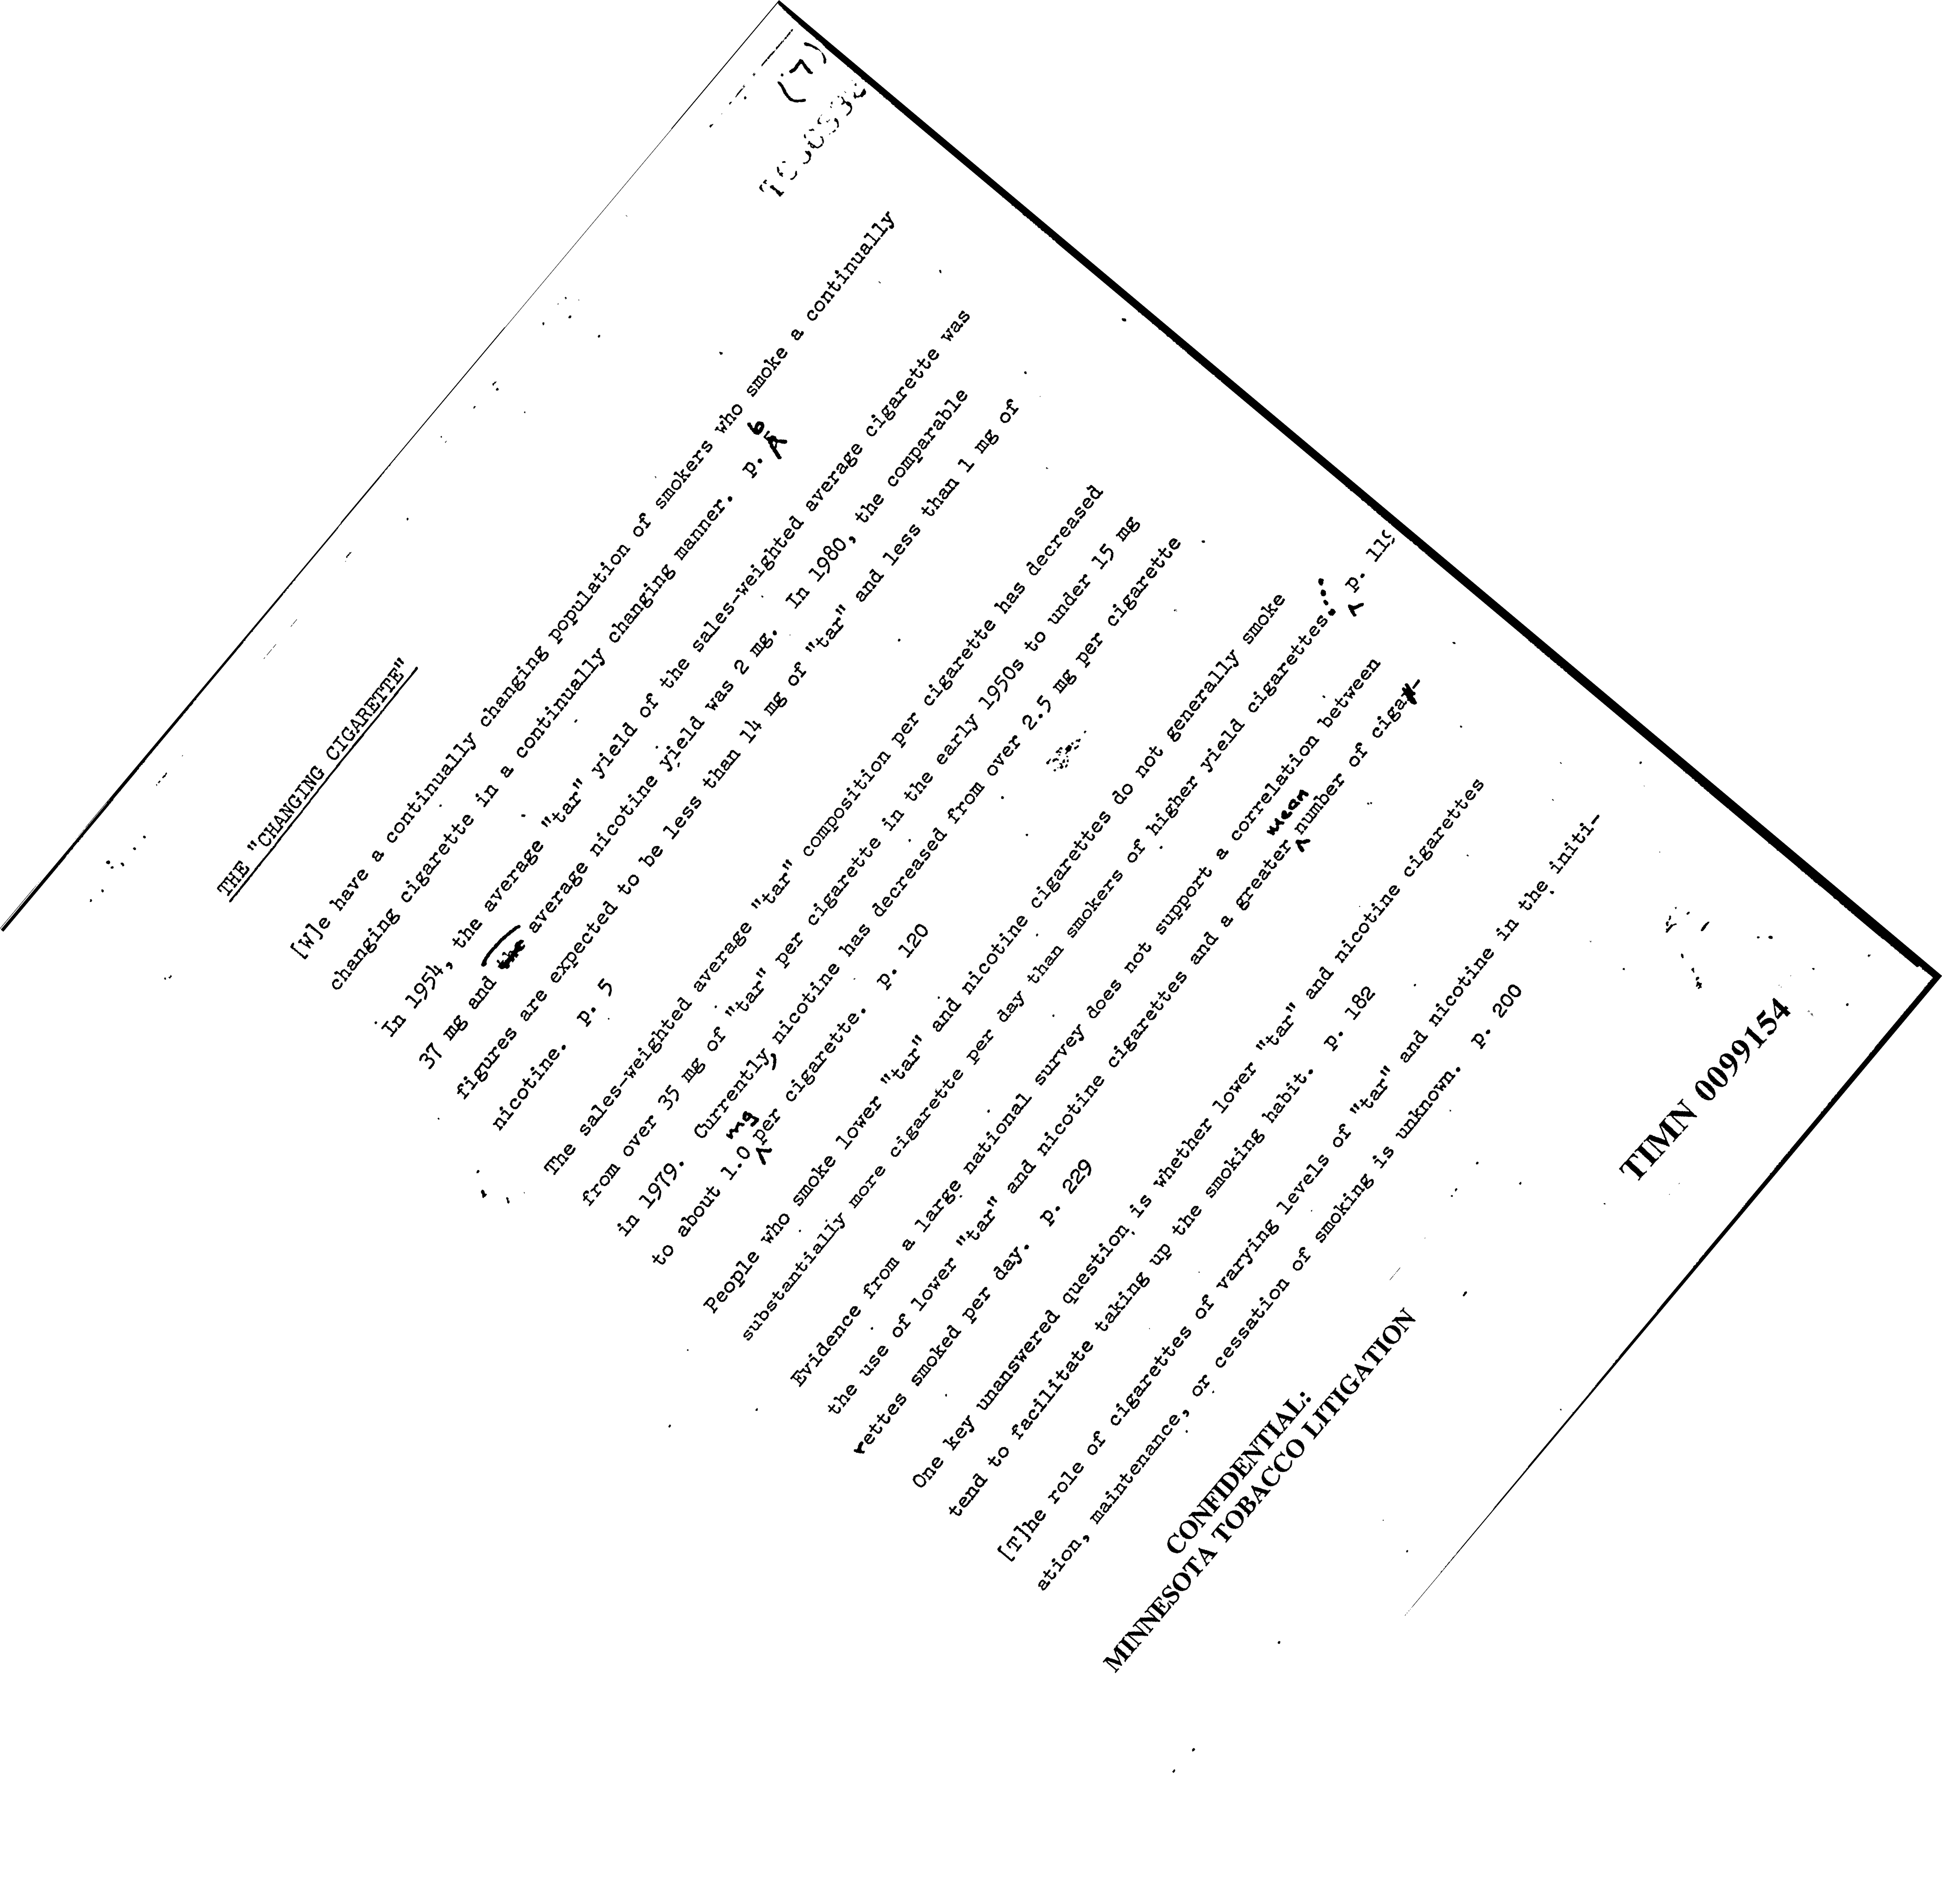 (7)
THE "CHANGING CIGARETTE"
[W]e have a continually changing population of smokers who smoke a continually
changing cigarette in a continually changing manner. p. 6
In 1954, the average "tar" yield of the sales-weighted average cigarette was
37 mg and the average nicotine yield was 2 mg. In 1980, the comparable
figures are expected to be less than 14 mg of "tar" and less than 1 mg of
nicotine. p. 5
The sales-weighted average "tar" composition per cigarette has decreased
from over 35 mg of "tar" per cigarette in the early 1950s to under 15 mg
in 1979. Currently, nicotine has decreased from over 2.5 mg per cigarette
to about 1.0 mg per cigarette. p. 120
People who smoke lower "tar" and nicotine cigarettes do not generally smoke
substantially more cigarette per day than smokers of higher yield cigarettes.... p. 119
Evidence from a large national survey does not support a correlation between
the use of lower "tar" and nicotine cigarettes and a greater mean number of ciga-
rettes smoked per day. p. 229
One key unanswered question is whether lower "tar" and nicotine cigarettes
tend to facilitate taking up the smoking habit. p. 182
[T]he role of cigarettes of varying levels of "tar" and nicotine in the initi-
ation, maintenance, or cessation of smoking is unknown. p. 200
CONFIDENTIAL:
MINNESOTA TOBACCO LITIGATION
TIMN 0099154